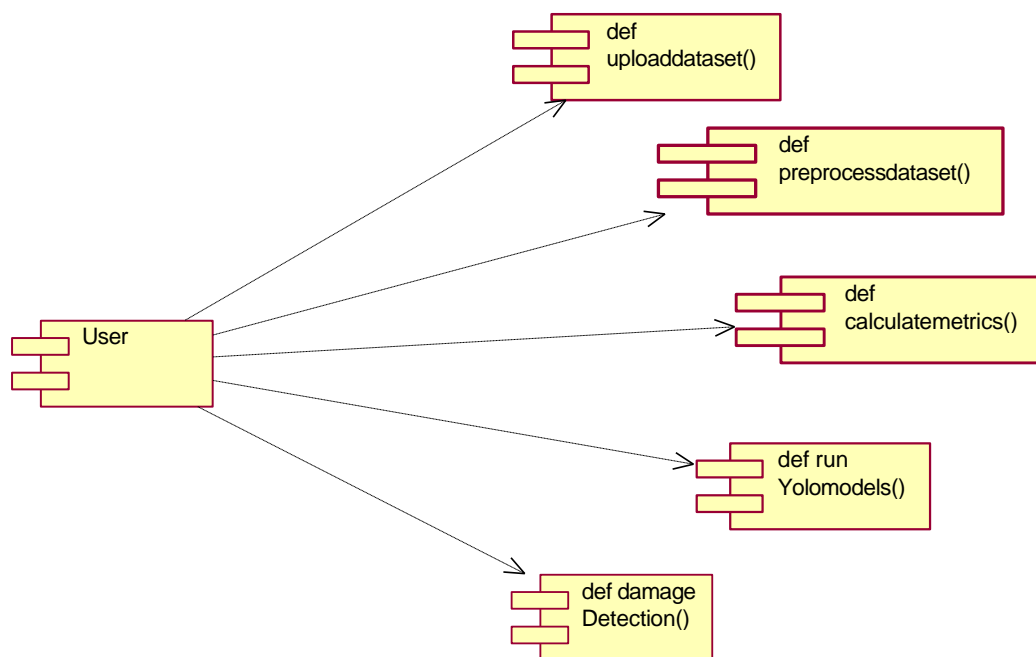 def
uploaddataset()
def
preprocessdataset()
def
calculatemetrics()
User
def run
Yolomodels()
def damage
Detection()